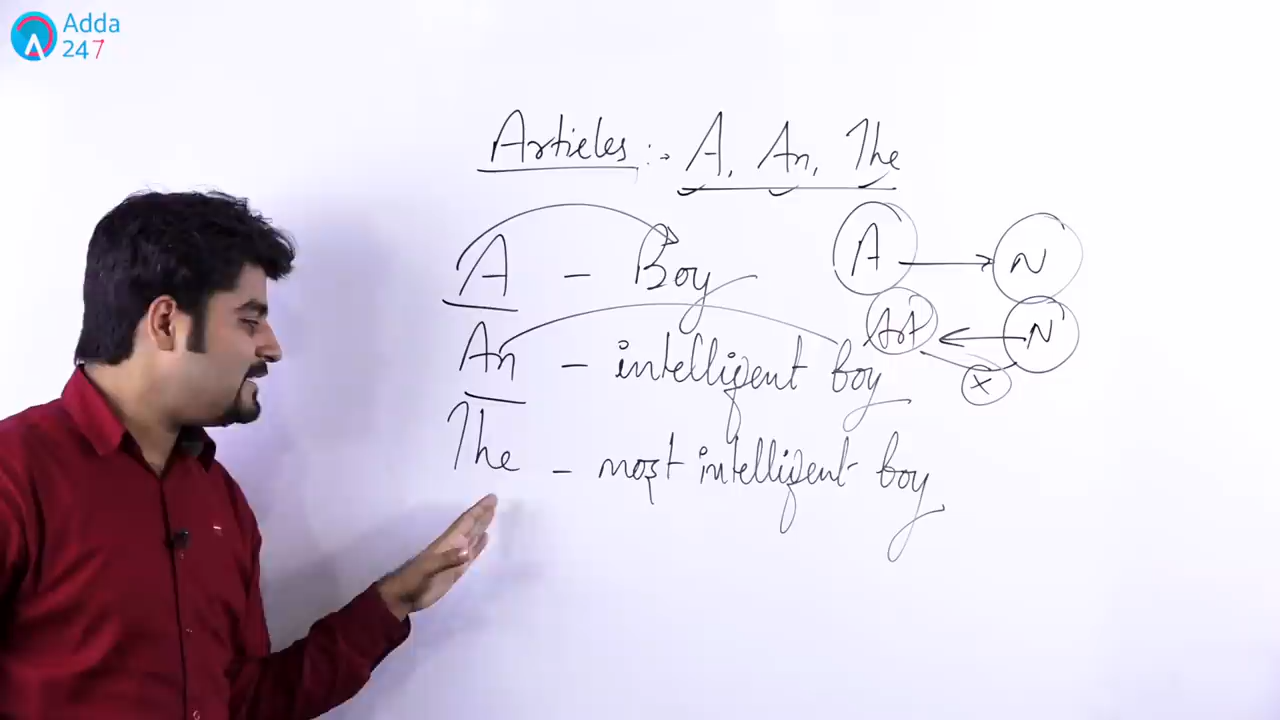 Adda
247
Articles :- A, An, The
A - Boy
A → N
An - intelligent boy
Art ← N
x
The - most intelligent boy